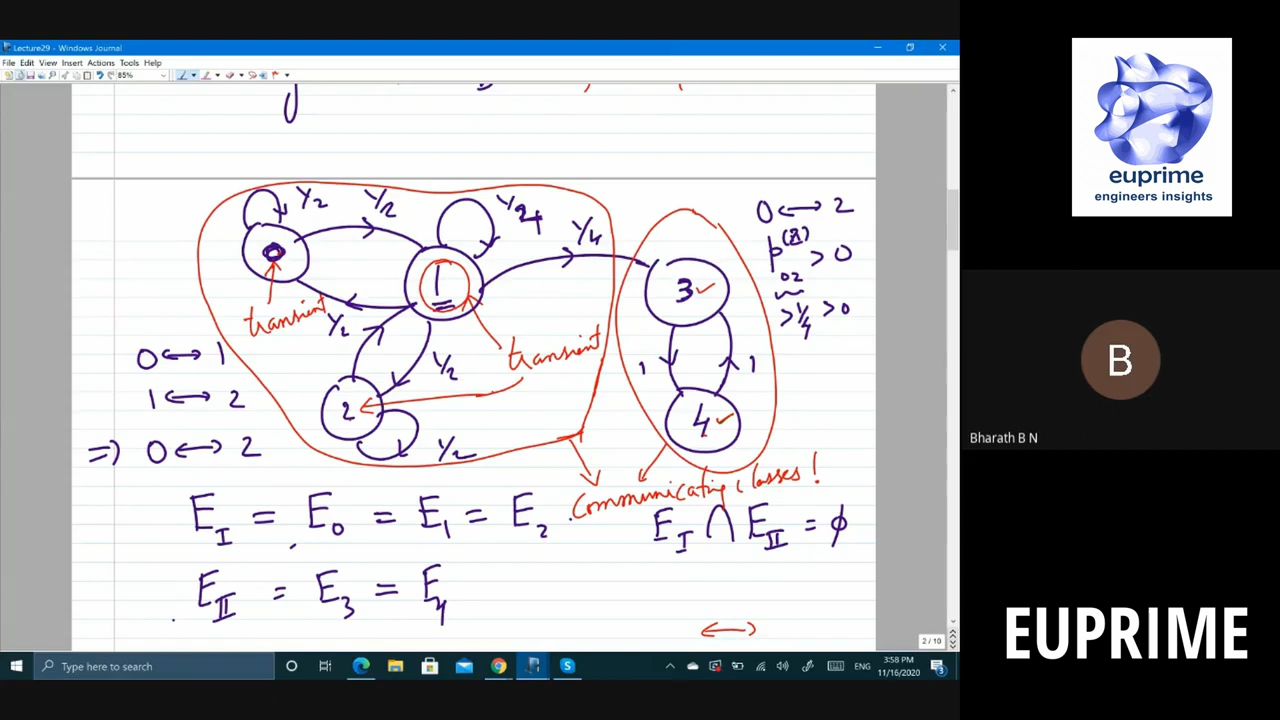 Lecture29 - Windows Journal
File Edit View Insert Actions Tools Help
85%
euprime
engineers insights
1/2 1/2 1/4 1/4
1
3
transient
transient
1/2
1/2
1 1
2
4
1/2
0 ↔ 2
p^(2)_02 > 0
> 1/4 > 0
0 ↔ 1
1 ↔ 2
⇒ 0 ↔ 2
Communicating classes!
E_I = E_0 = E_1 = E_2 .
E_I ∩ E_II = ϕ
E_II = E_3 = E_4
↔
2 / 10
B
Bharath B N
EUPRIME
Type here to search
ENG
3:58 PM
11/16/2020
3